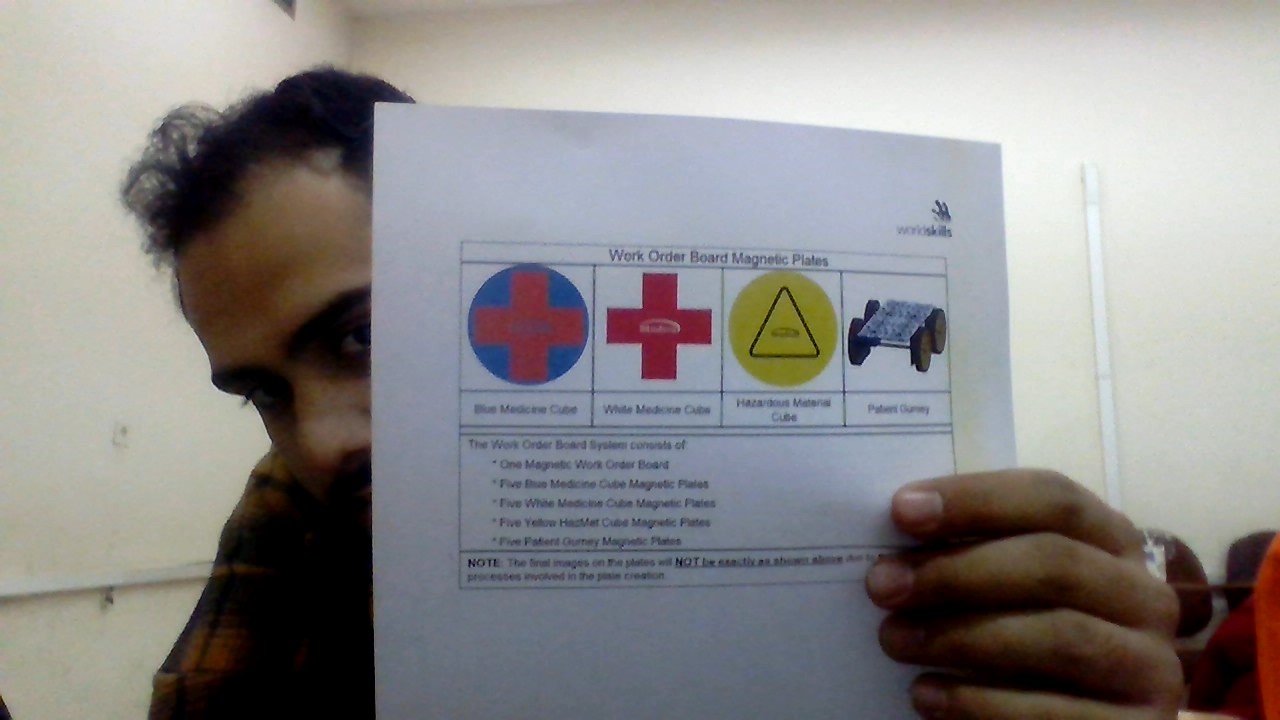 worldskills
Work Order Board Magnetic Plates
Blue Medicine Cube
White Medicine Cube
Hazardous Material
Cube
Patient Gurney
The Work Order Board System consists of:
* One Magnetic Work Order Board
* Five Blue Medicine Cube Magnetic Plates
* Five White Medicine Cube Magnetic Plates
* Five Yellow HazMat Cube Magnetic Plates
* Five Patient Gurney Magnetic Plates
NOTE: The final images on the plates will NOT be exactly as shown above due to
processes involved in the plate creation.